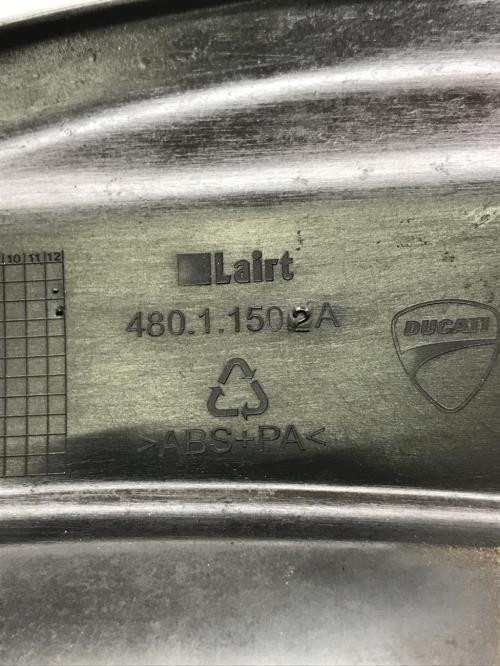 10 11 12
Lairt
480.1.1502A
DUCATI
>ABS+PA<